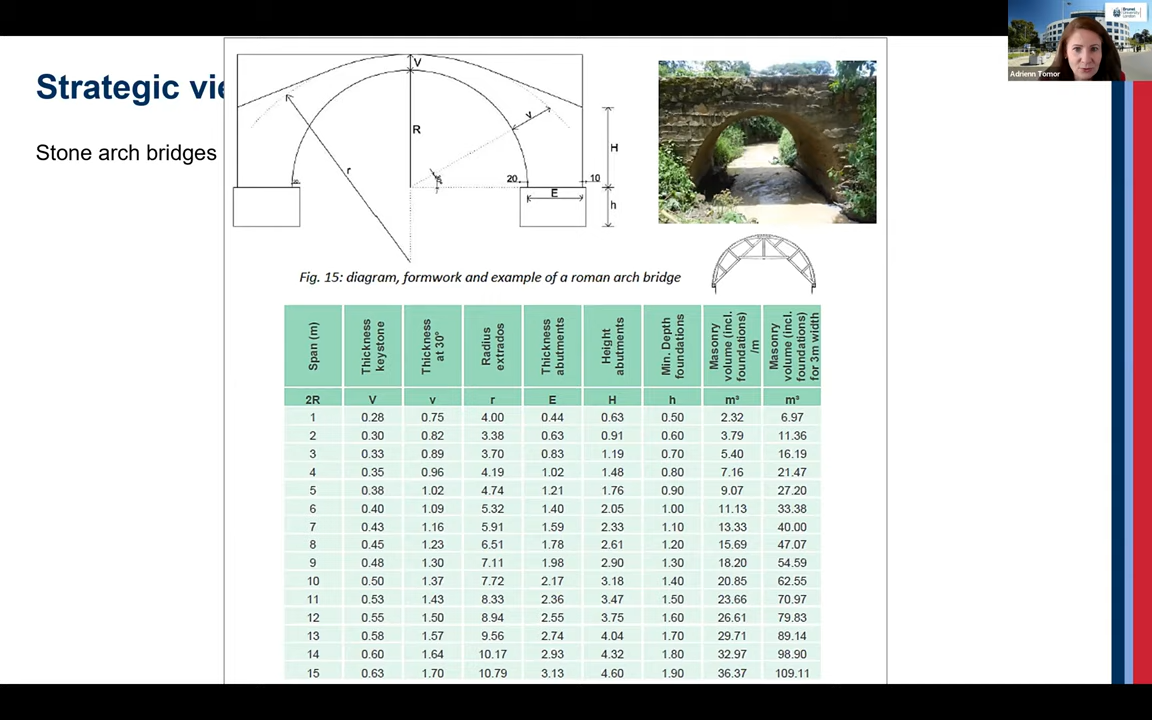 Strategic vie
Stone arch bridges
V
R
r
v
20
10
E
H
h
Fig. 15: diagram, formwork and example of a roman arch bridge
Span (m) Thickness keystone Thickness at 30° Radius extrados Thickness abutments Height abutments Min. Depth foundations Masonry volume (incl. foundations) /m Masonry volume (incl. foundations) for 3m width
2R V v r E H h m³ m³
1 0.28 0.75 4.00 0.44 0.63 0.50 2.32 6.97
2 0.30 0.82 3.38 0.63 0.91 0.60 3.79 11.36
3 0.33 0.89 3.70 0.83 1.19 0.70 5.40 16.19
4 0.35 0.96 4.19 1.02 1.48 0.80 7.16 21.47
5 0.38 1.02 4.74 1.21 1.76 0.90 9.07 27.20
6 0.40 1.09 5.32 1.40 2.05 1.00 11.13 33.38
7 0.43 1.16 5.91 1.59 2.33 1.10 13.33 40.00
8 0.45 1.23 6.51 1.78 2.61 1.20 15.69 47.07
9 0.48 1.30 7.11 1.98 2.90 1.30 18.20 54.59
10 0.50 1.37 7.72 2.17 3.18 1.40 20.85 62.55
11 0.53 1.43 8.33 2.36 3.47 1.50 23.66 70.97
12 0.55 1.50 8.94 2.55 3.75 1.60 26.61 79.83
13 0.58 1.57 9.56 2.74 4.04 1.70 29.71 89.14
14 0.60 1.64 10.17 2.93 4.32 1.80 32.97 98.90
15 0.63 1.70 10.79 3.13 4.60 1.90 36.37 109.11
Brunel
University
London
Adrienn Tomor